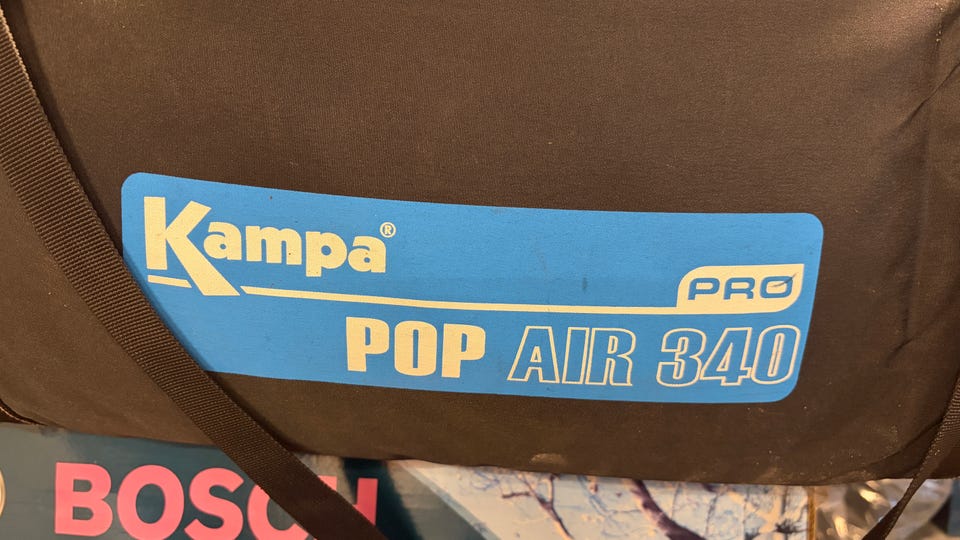 Kampa®
PRO
POP AIR 340
BOSCH